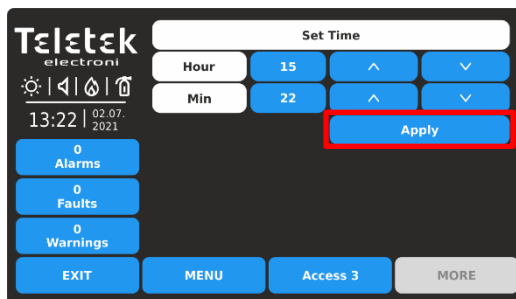 Teletek
electroni
13:22 | 02.07.
2021
0
Alarms
0
Faults
0
Warnings
EXIT
Set Time
Hour 15
Min 22
Apply
MENU
Access 3
MORE